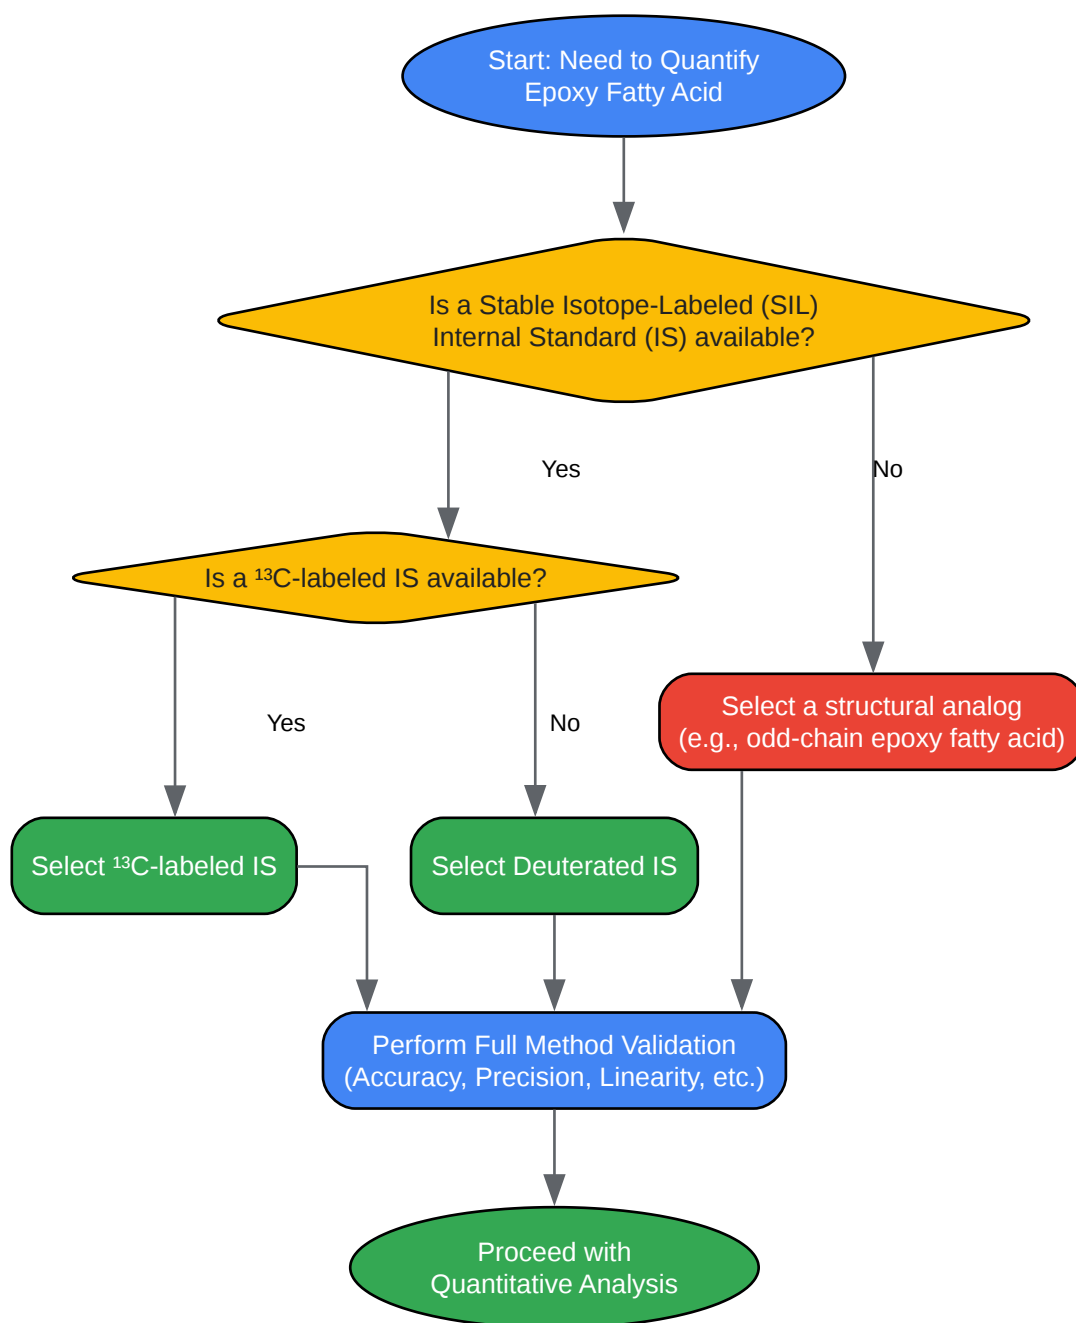 Start: Need to Quantify
Epoxy Fatty Acid
Is a Stable Isotope-Labeled (SIL)
Internal Standard (IS) available?
Yes
No
Is a ¹³C-labeled IS available?
Yes
No
Select a structural analog
(e.g., odd-chain epoxy fatty acid)
Select ¹³C-labeled IS
Select Deuterated IS
Perform Full Method Validation
(Accuracy, Precision, Linearity, etc.)
Proceed with
Quantitative Analysis